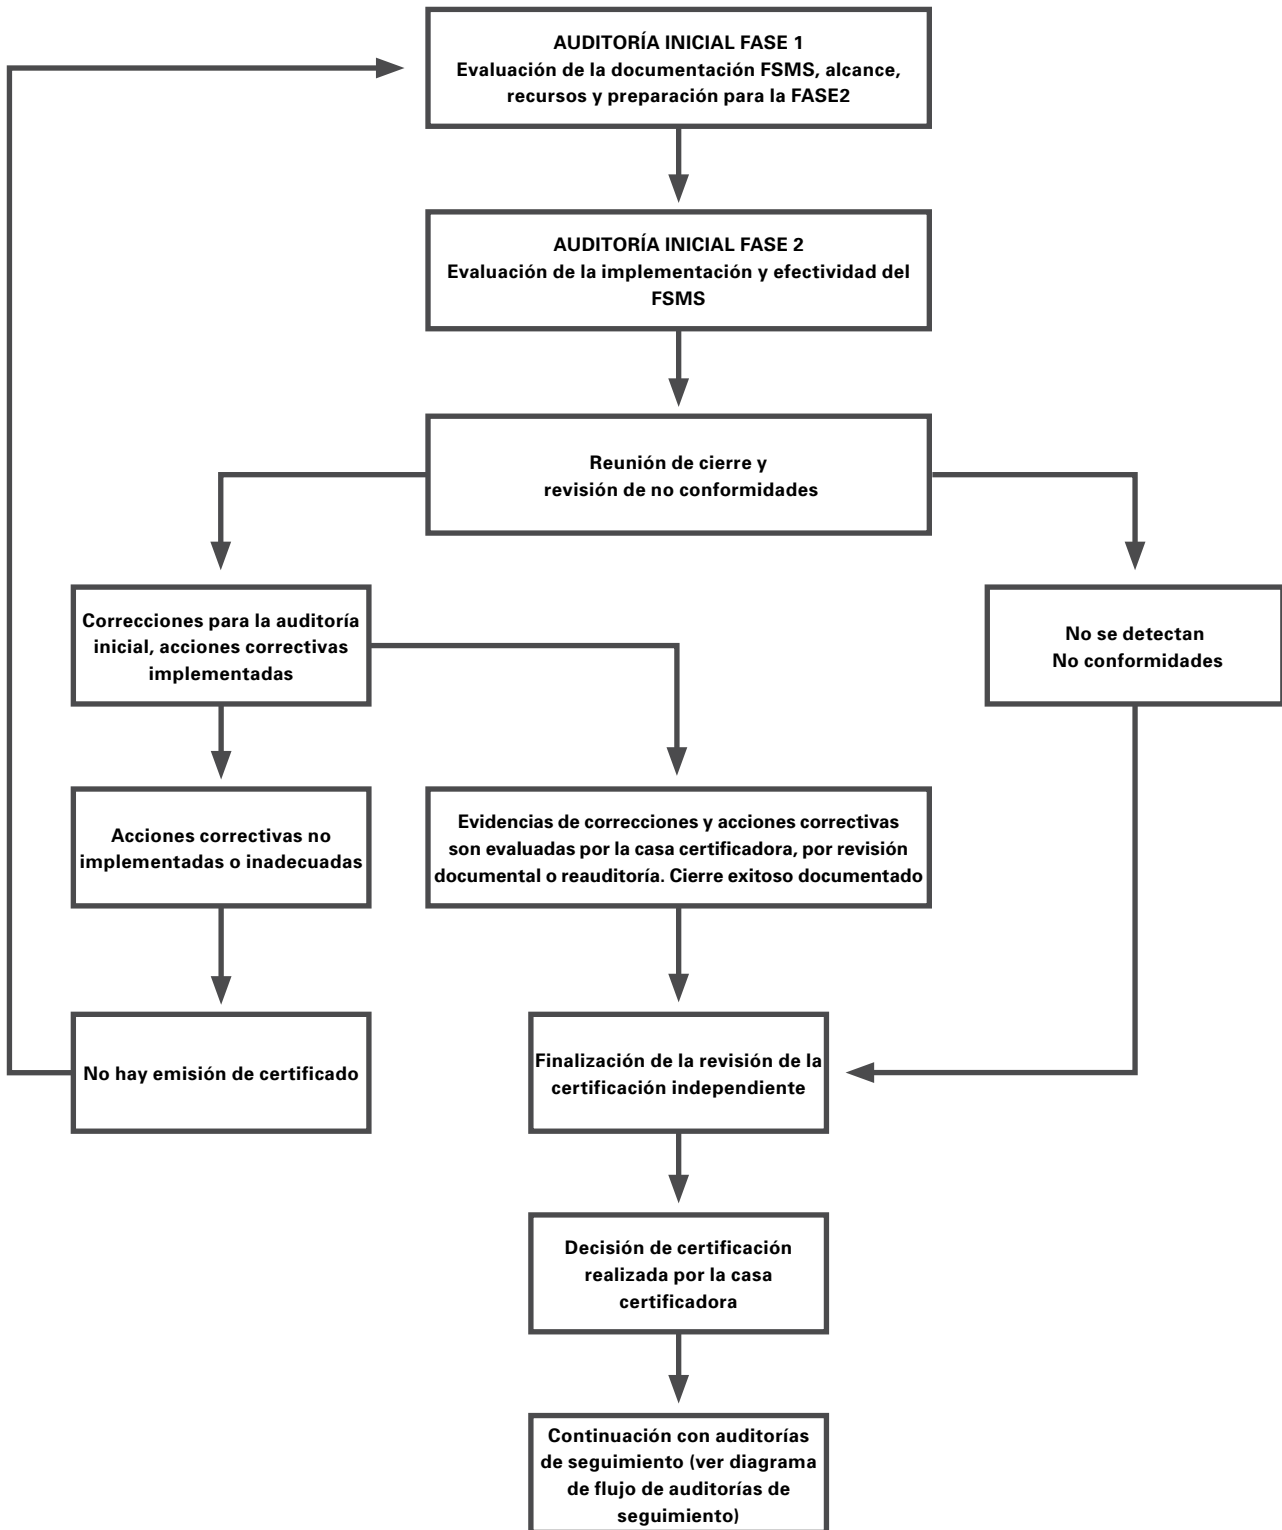 AUDITORÍA INICIAL FASE 1
Evaluación de la documentación FSMS, alcance,
recursos y preparación para la FASE2
AUDITORÍA INICIAL FASE 2
Evaluación de la implementación y efectividad del
FSMS
Reunión de cierre y
revisión de no conformidades
Correcciones para la auditoría
inicial, acciones correctivas
implementadas
No se detectan
No conformidades
Acciones correctivas no
implementadas o inadecuadas
Evidencias de correcciones y acciones correctivas
son evaluadas por la casa certificadora, por revisión
documental o reauditoría. Cierre exitoso documentado
No hay emisión de certificado
Finalización de la revisión de la
certificación independiente
Decisión de certificación
realizada por la casa
certificadora
Continuación con auditorías
de seguimiento (ver diagrama
de flujo de auditorías de
seguimiento)